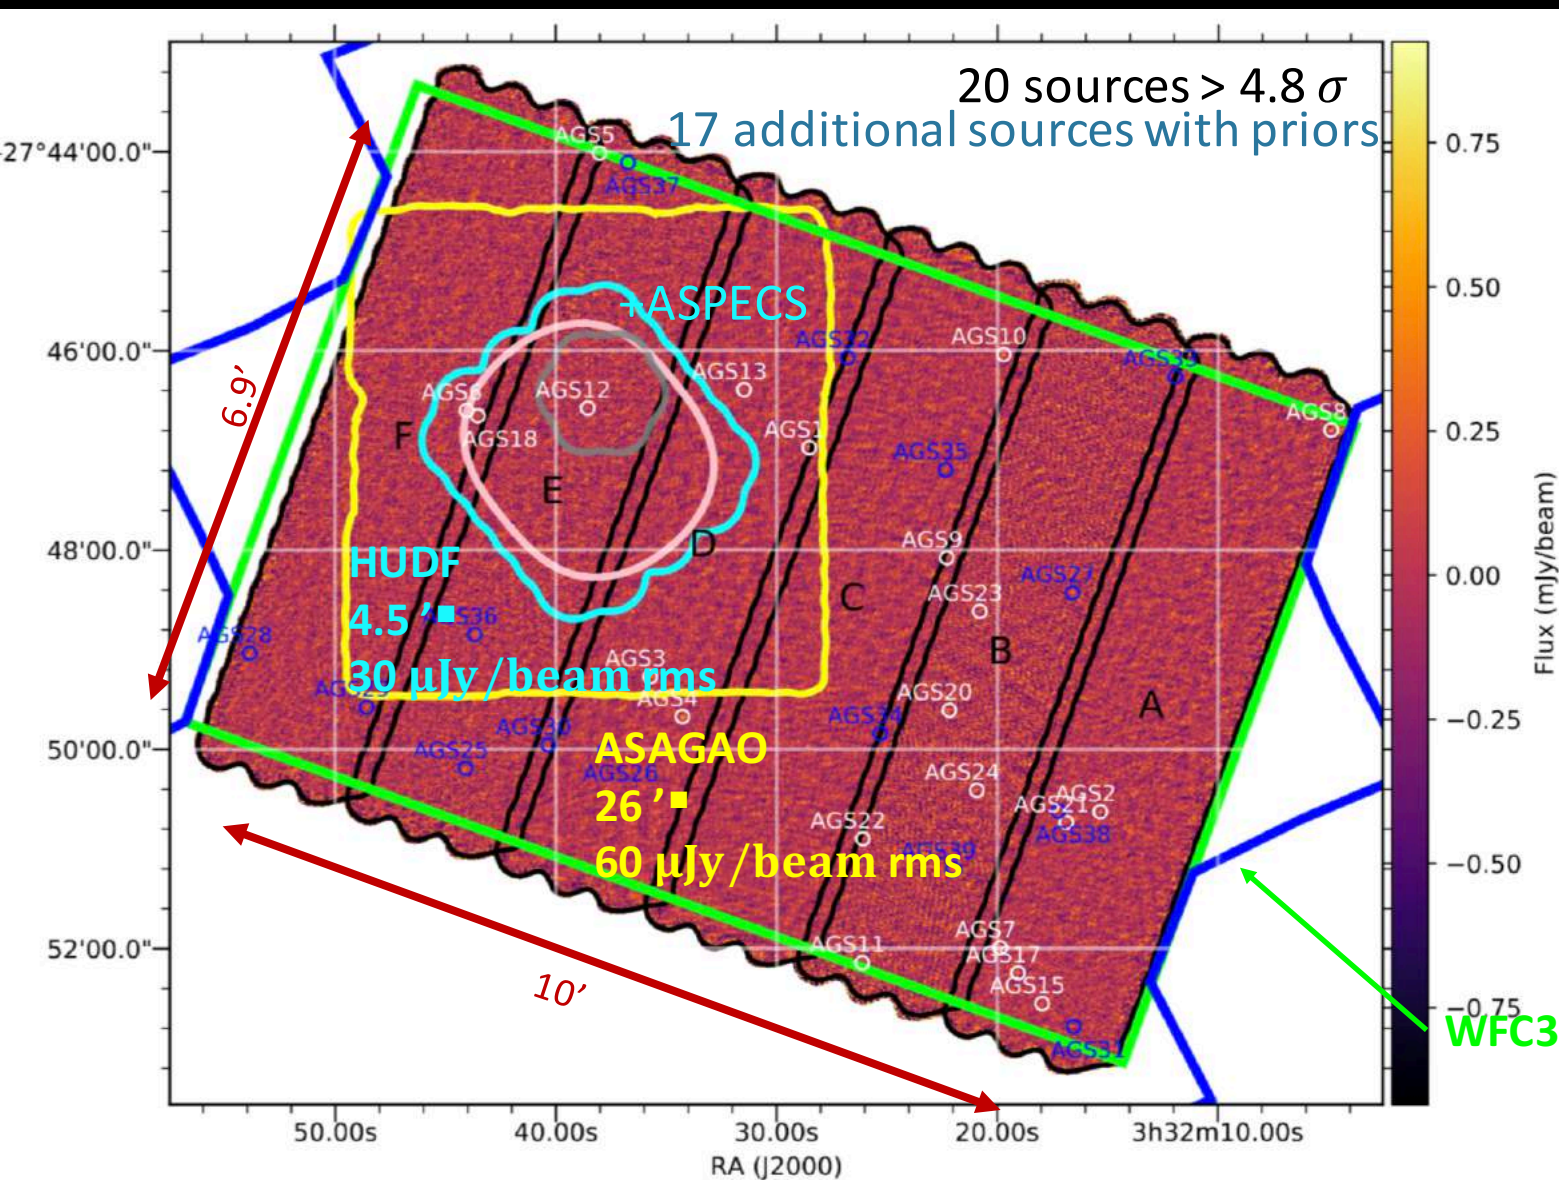 20 sources > 4.8 σ
17 additional sources with priors
-27°44'00.0"
46'00.0"
48'00.0"
50'00.0"
52'00.0"
6.9’
10’
AGS5
AGS37
+ASPECS
AGS10
AGS13
AGS12
AGS6
AGS18
AGS1
AGS8
AGS35
F
E
D
C
B
A
AGS9
AGS27
AGS23
HUDF
4.5 ’▪
30 μJy/beam rms
AGS28
AGS3
AGS4
AGS20
AGS34
AGS30
AGS25
AGS26
ASAGAO
26 ’▪
60 μJy/beam rms
AGS24
AGS2
AGS21
AGS38
AGS22
AGS39
AGS7
AGS17
AGS11
AGS15
AGS31
WFC3
50.00s
40.00s
30.00s
20.00s
3h32m10.00s
RA (J2000)
0.75
0.50
0.25
0.00
−0.25
−0.50
−0.75
Flux (mJy/beam)